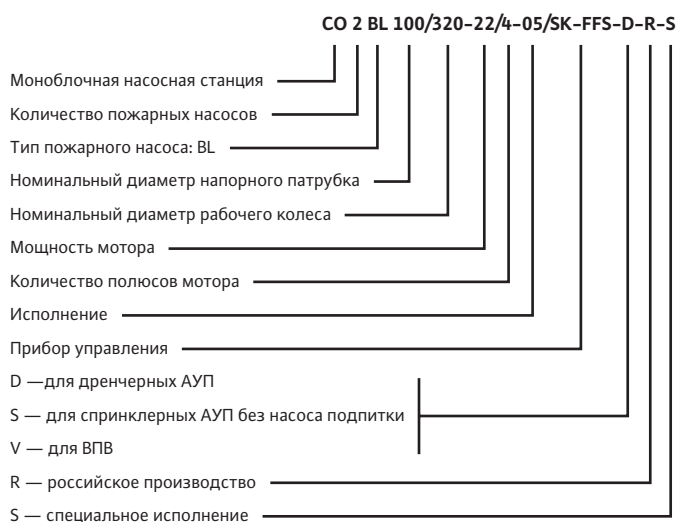 CO 2 BL 100/320-22/4-05/SK-FFS-D-R-S
Моноблочная насосная станция
Количество пожарных насосов
Тип пожарного насоса: BL
Номинальный диаметр напорного патрубка
Номинальный диаметр рабочего колеса
Мощность мотора
Количество полюсов мотора
Исполнение
Прибор управления
D —для дренчерных АУП
S — для спринклерных АУП без насоса подпитки
V — для ВПВ
R — российское производство
S — специальное исполнение